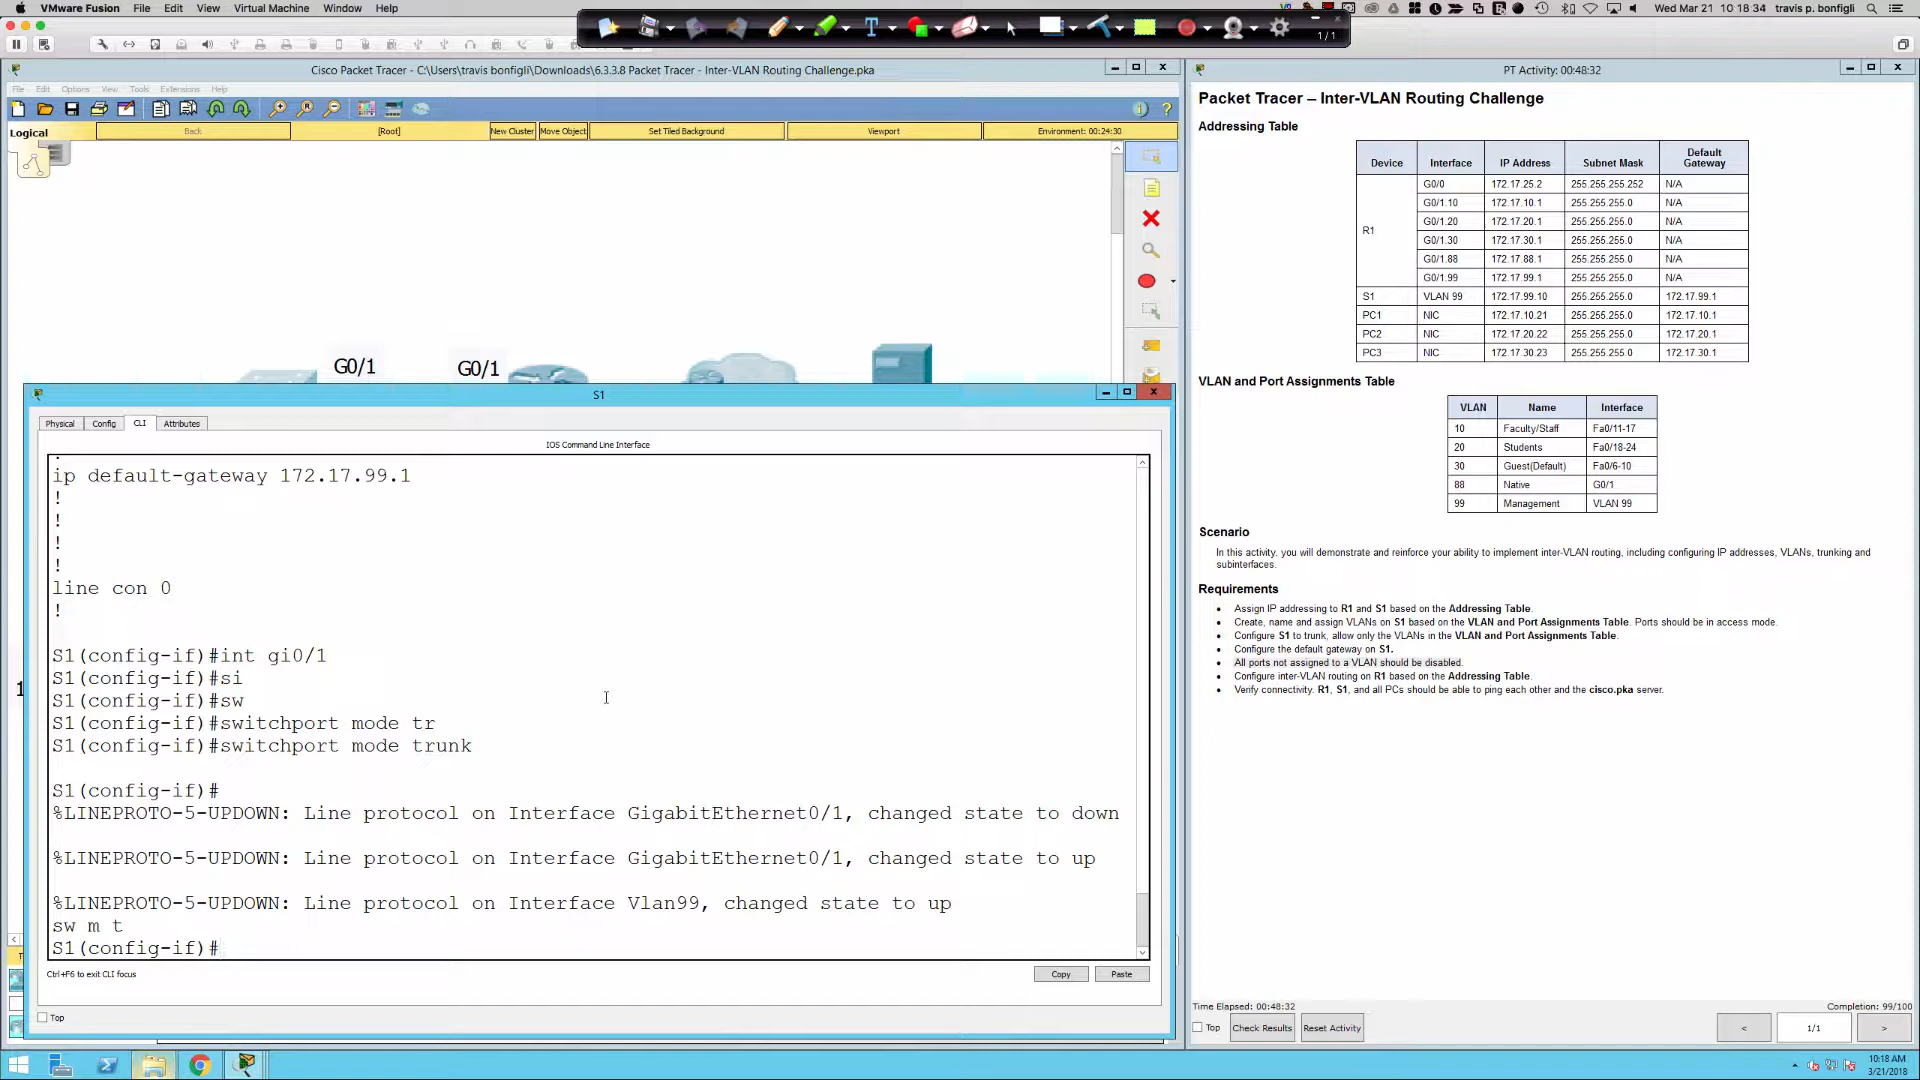 VMware Fusion File Edit View Virtual Machine Window Help
Wed Mar 21 10 18 34 travis p. bonfigli
1/1
Cisco Packet Tracer - C:\Users\travis bonfigli\Downloads\6.3.3.8 Packet Tracer - Inter-VLAN Routing Challenge.pka
File Edit Options View Tools Extensions Help
Logical Back [Root] New Cluster Move Object Set Tiled Background Viewport Environment: 00:24:30
G0/1 G0/1
S1
Physical Config CLI Attributes
IOS Command Line Interface
ip default-gateway 172.17.99.1
!
!
!
!
line con 0
!
S1(config-if)#int gi0/1
S1(config-if)#si
S1(config-if)#sw
S1(config-if)#switchport mode tr
S1(config-if)#switchport mode trunk
S1(config-if)#
%LINEPROTO-5-UPDOWN: Line protocol on Interface GigabitEthernet0/1, changed state to down
%LINEPROTO-5-UPDOWN: Line protocol on Interface GigabitEthernet0/1, changed state to up
%LINEPROTO-5-UPDOWN: Line protocol on Interface Vlan99, changed state to up
sw m t
S1(config-if)#
Ctrl+F6 to exit CLI focus
Copy Paste
Top
PT Activity: 00:48:32
Packet Tracer – Inter-VLAN Routing Challenge
Addressing Table
Device Interface IP Address Subnet Mask Default Gateway
R1 G0/0 172.17.25.2 255.255.255.252 N/A
G0/1.10 172.17.10.1 255.255.255.0 N/A
G0/1.20 172.17.20.1 255.255.255.0 N/A
G0/1.30 172.17.30.1 255.255.255.0 N/A
G0/1.88 172.17.88.1 255.255.255.0 N/A
G0/1.99 172.17.99.1 255.255.255.0 N/A
S1 VLAN 99 172.17.99.10 255.255.255.0 172.17.99.1
PC1 NIC 172.17.10.21 255.255.255.0 172.17.10.1
PC2 NIC 172.17.20.22 255.255.255.0 172.17.20.1
PC3 NIC 172.17.30.23 255.255.255.0 172.17.30.1
VLAN and Port Assignments Table
VLAN Name Interface
10 Faculty/Staff Fa0/11-17
20 Students Fa0/18-24
30 Guest(Default) Fa0/6-10
88 Native G0/1
99 Management VLAN 99
Scenario
In this activity, you will demonstrate and reinforce your ability to implement inter-VLAN routing, including configuring IP addresses, VLANs, trunking and
subinterfaces.
Requirements
• Assign IP addressing to R1 and S1 based on the Addressing Table.
• Create, name and assign VLANs on S1 based on the VLAN and Port Assignments Table. Ports should be in access mode.
• Configure S1 to trunk, allow only the VLANs in the VLAN and Port Assignments Table.
• Configure the default gateway on S1.
• All ports not assigned to a VLAN should be disabled.
• Configure inter-VLAN routing on R1 based on the Addressing Table.
• Verify connectivity. R1, S1, and all PCs should be able to ping each other and the cisco.pka server.
Time Elapsed: 00:48:32 Completion: 99/100
Top Check Results Reset Activity < 1/1 >
10:18 AM
3/21/2018